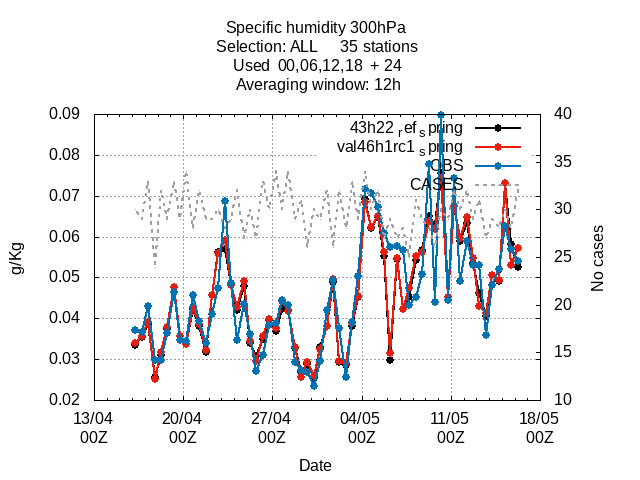 Specific humidity 300hPa
Selection: ALL 35 stations
Used 00,06,12,18 + 24
Averaging window: 12h
0.09
0.08
0.07
0.06
0.05
0.04
0.03
0.02
g/Kg
40
35
30
25
20
15
10
No cases
43h22_ref_spring
val46h1rc1_spring
OBS
CASES
13/04 20/04 27/04 04/05 11/05 18/05
00Z 00Z 00Z 00Z 00Z 00Z
Date